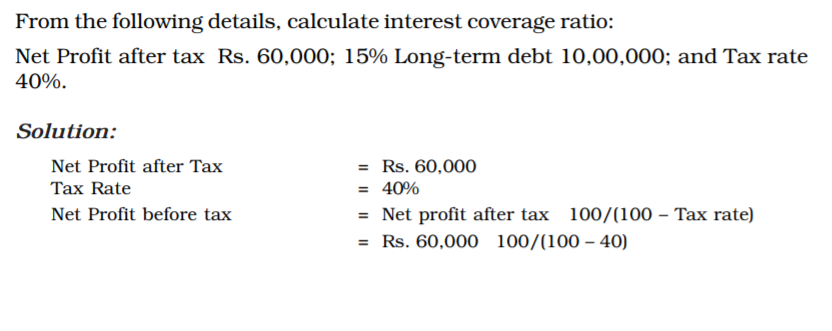 From the following details, calculate interest coverage ratio:
Net Profit after tax Rs. 60,000; 15% Long-term debt 10,00,000; and Tax rate
40%.
Solution:
Net Profit after Tax = Rs. 60,000
Tax Rate = 40%
Net Profit before tax = Net profit after tax 100/(100 – Tax rate)
= Rs. 60,000 100/(100 – 40)